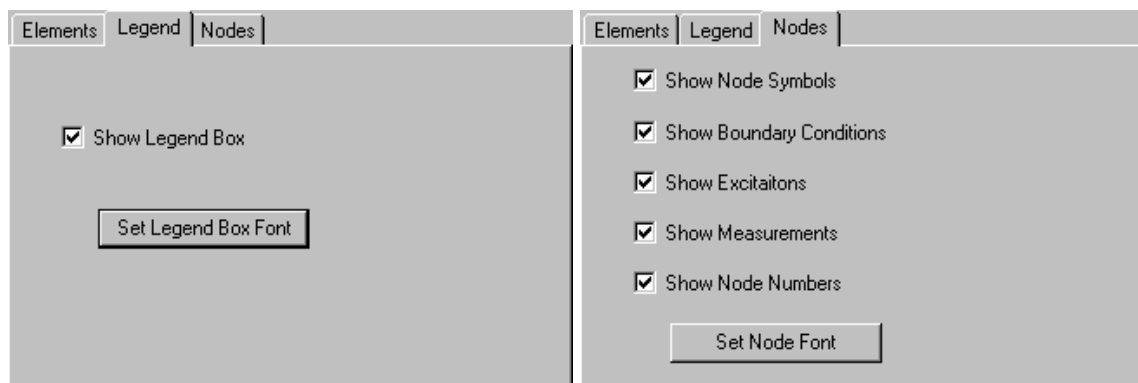 Elements Legend Nodes
Show Legend Box
Set Legend Box Font
Elements Legend Nodes
Show Node Symbols
Show Boundary Conditions
Show Excitaitons
Show Measurements
Show Node Numbers
Set Node Font